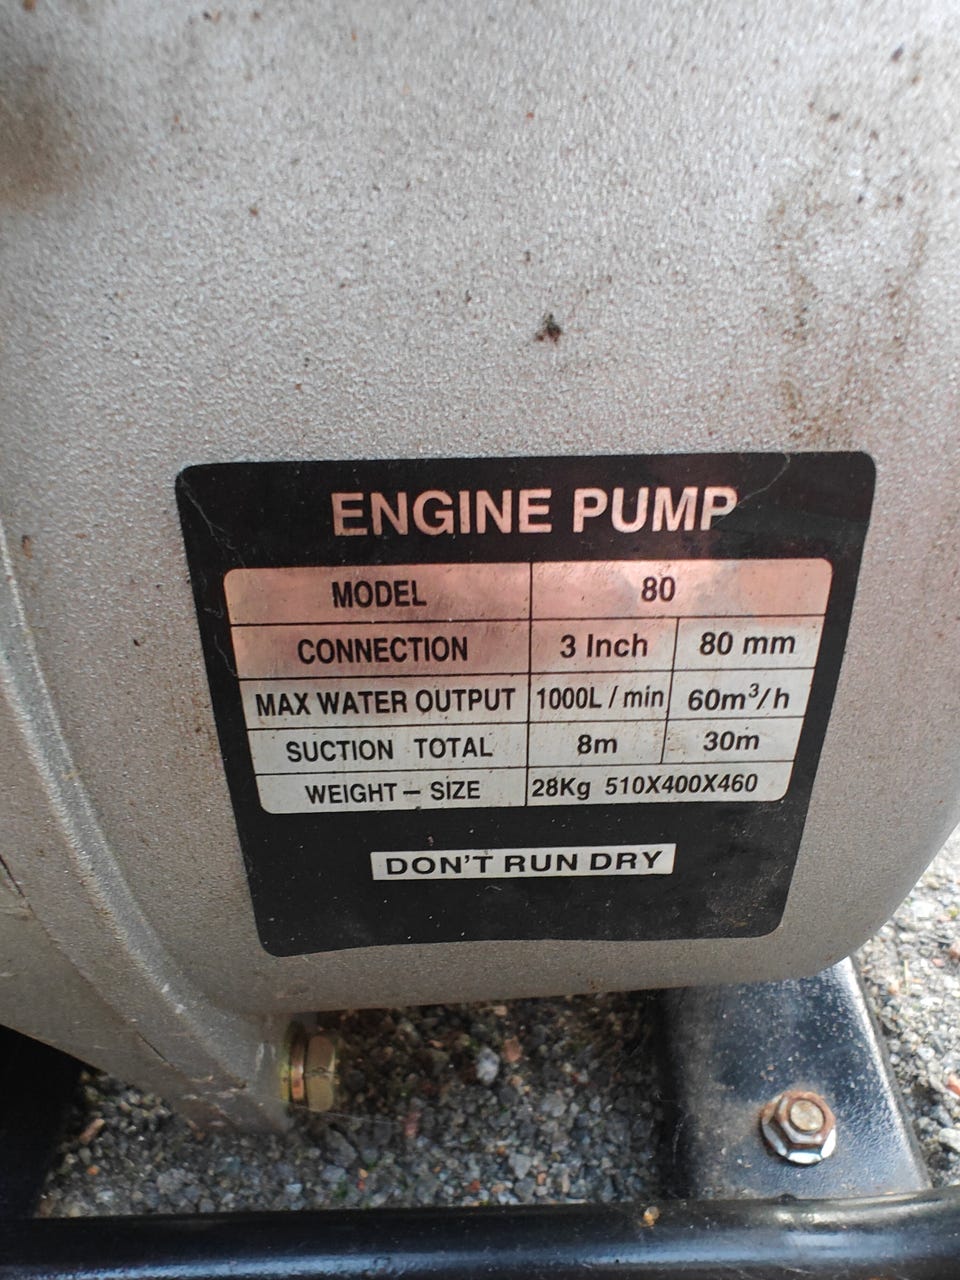 ENGINE PUMP
MODEL 80
CONNECTION 3 Inch 80 mm
MAX WATER OUTPUT 1000L / min 60m³/h
SUCTION TOTAL 8m 30m
WEIGHT – SIZE 28Kg 510X400X460
DON'T RUN DRY